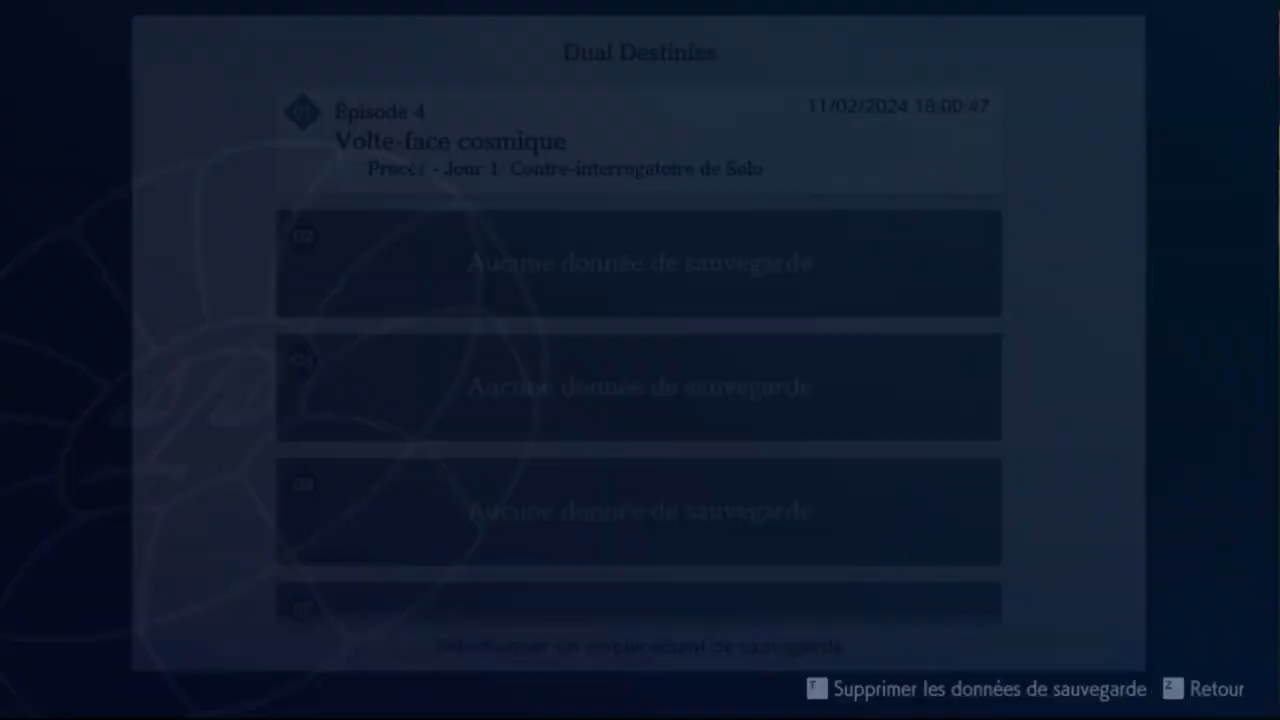 Dual Destinies
01
Épisode 4
11/02/2024 18:00:47
Volte-face cosmique
Procès - Jour 1: Contre-interrogatoire de Solo
02
Aucune donnée de sauvegarde
Aucune donnée de sauvegarde
Aucune donnée de sauvegarde
Sélectionner un emplacement de sauvegarde
T Supprimer les données de sauvegarde
Z Retour